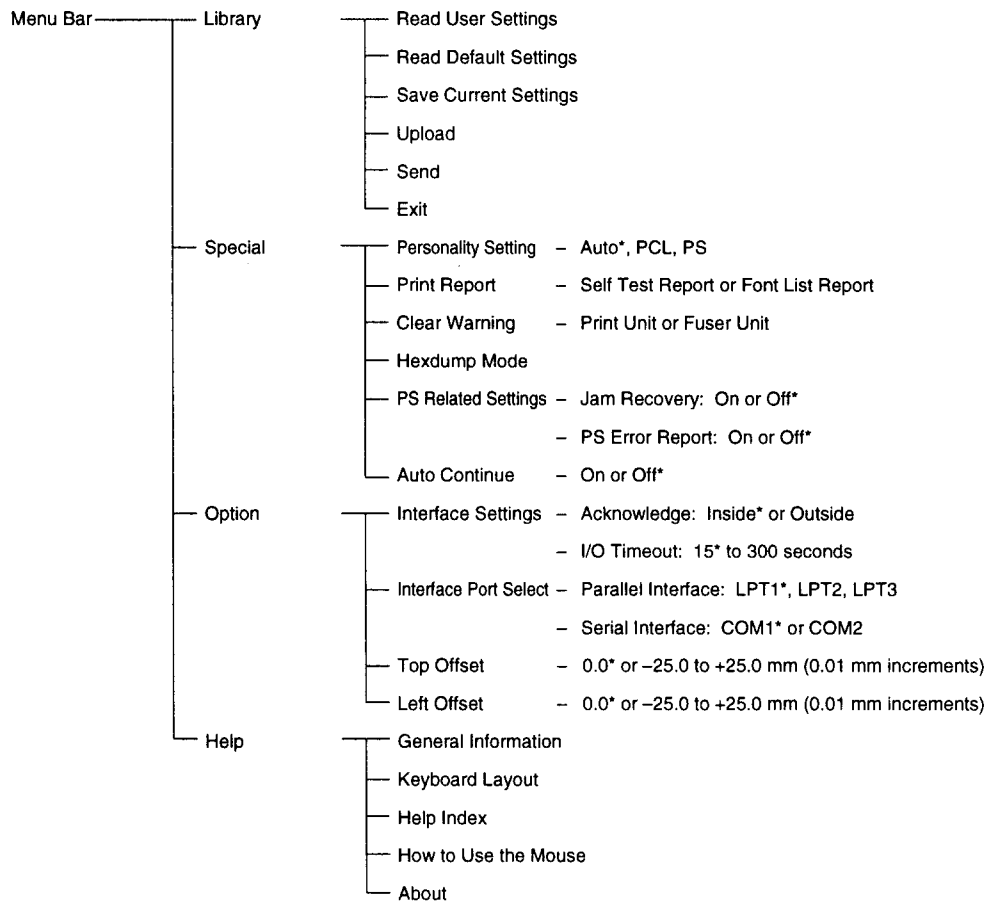 Menu Bar Library Read User Settings
Read Default Settings
Save Current Settings
Upload
Send
Exit
Special Personality Setting – Auto*, PCL, PS
Print Report – Self Test Report or Font List Report
Clear Warning – Print Unit or Fuser Unit
Hexdump Mode
PS Related Settings – Jam Recovery: On or Off*
– PS Error Report: On or Off*
Auto Continue – On or Off*
Option Interface Settings – Acknowledge: Inside* or Outside
– I/O Timeout: 15* to 300 seconds
Interface Port Select – Parallel Interface: LPT1*, LPT2, LPT3
– Serial Interface: COM1* or COM2
Top Offset – 0.0* or –25.0 to +25.0 mm (0.01 mm increments)
Left Offset – 0.0* or –25.0 to +25.0 mm (0.01 mm increments)
Help General Information
Keyboard Layout
Help Index
How to Use the Mouse
About